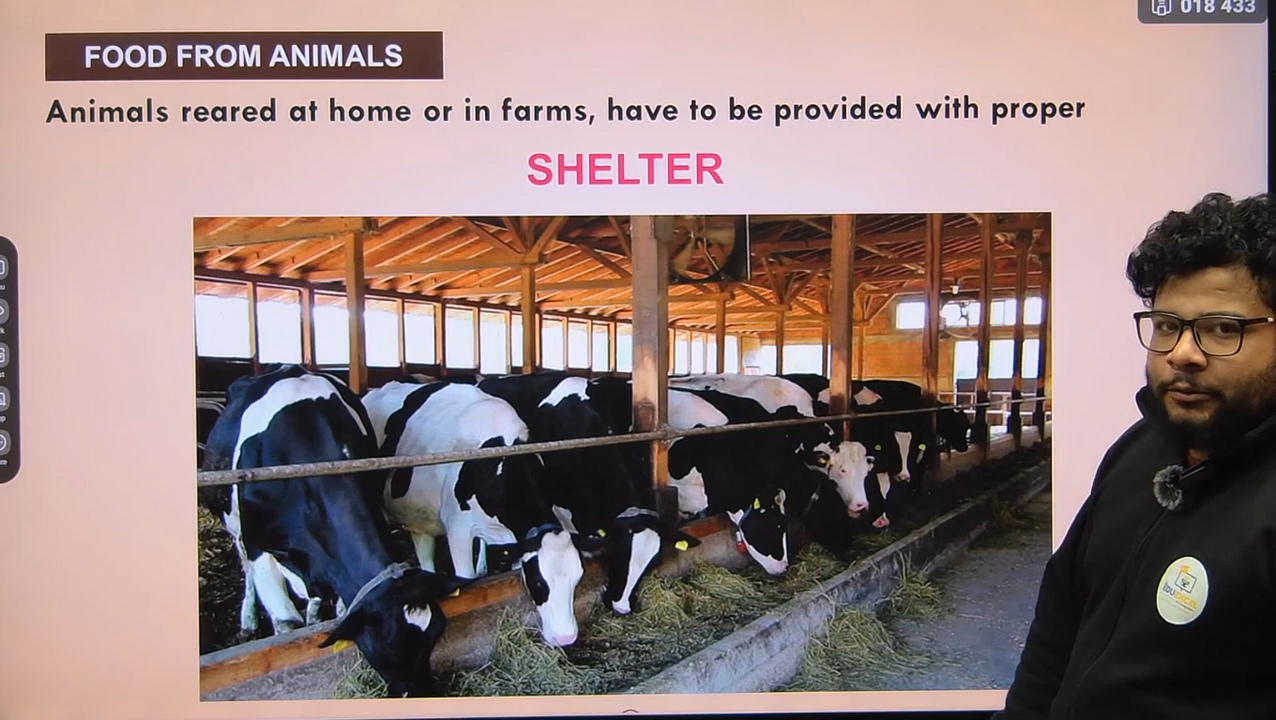 018 433
FOOD FROM ANIMALS
Animals reared at home or in farms, have to be provided with proper
SHELTER